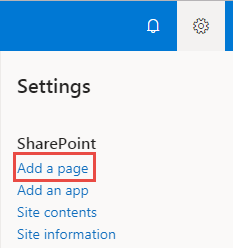 Settings
SharePoint
Add a page
Add an app
Site contents
Site information